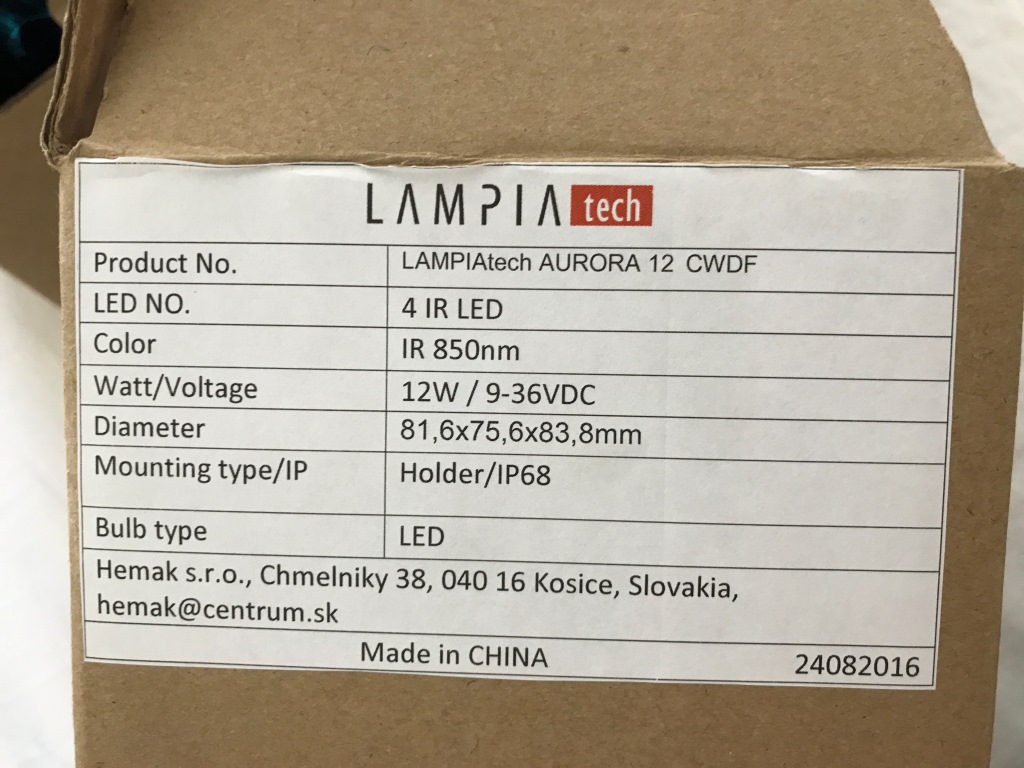 LAMPIA tech
Product No. LAMPIAtech AURORA 12 CWDF
LED NO. 4 IR LED
Color IR 850nm
Watt/Voltage 12W / 9-36VDC
Diameter 81,6x75,6x83,8mm
Mounting type/IP Holder/IP68
Bulb type LED
Hemak s.r.o., Chmelniky 38, 040 16 Kosice, Slovakia,
hemak@centrum.sk
Made in CHINA 24082016